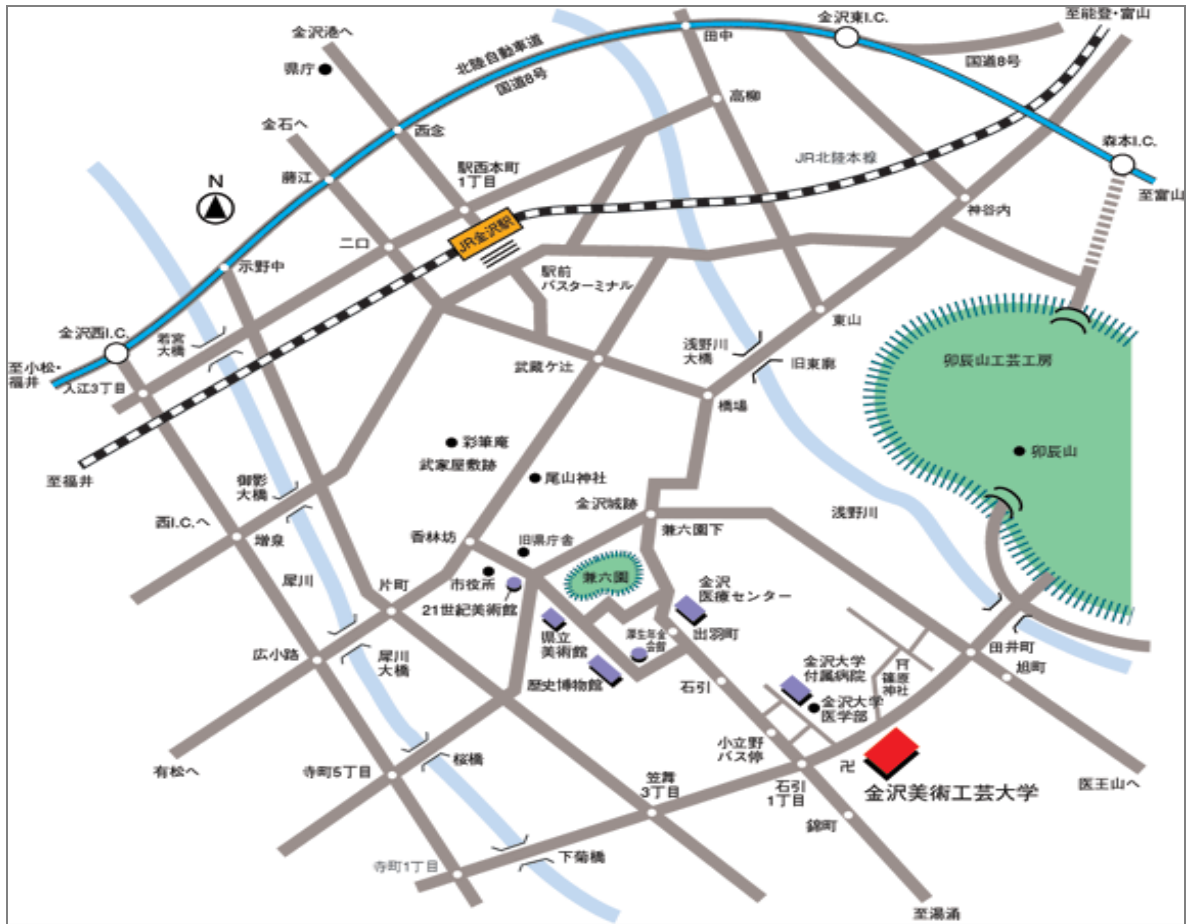 金沢東I.C.
至能登・富山
金沢港へ
田中
県庁
北陸自動車道
国道8号
国道8号
高柳
金石へ
西念
森本I.C.
JR北陸本線
駅西本町
1丁目
藤江
至富山
N
神谷内
JR金沢駅
二口
示野中
駅前
バスターミナル
東山
金沢西I.C.
若宮
大橋
浅野川
大橋
旧東廓
武蔵ケ辻
卯辰山工芸工房
至小松・
福井
入江3丁目
橋場
彩筆庵
武家屋敷跡
卯辰山
尾山神社
至福井
御影
大橋
金沢城跡
浅野川
西I.C.へ
増泉
香林坊
旧県庁舎
兼六園下
犀川
片町
市役所
兼六園
金沢
医療センター
21世紀美術館
県立
美術館
厚生年金
会館
出羽町
田井町
旭町
広小路
犀川
大橋
歴史博物館
石引
金沢大学
付属病院
篠原
神社
金沢大学
医学部
小立野
バス停
有松へ
寺町5丁目
桜橋
笠舞
3丁目
石引
1丁目
卍
医王山へ
金沢美術工芸大学
錦町
寺町1丁目
下菊橋
至湯涌